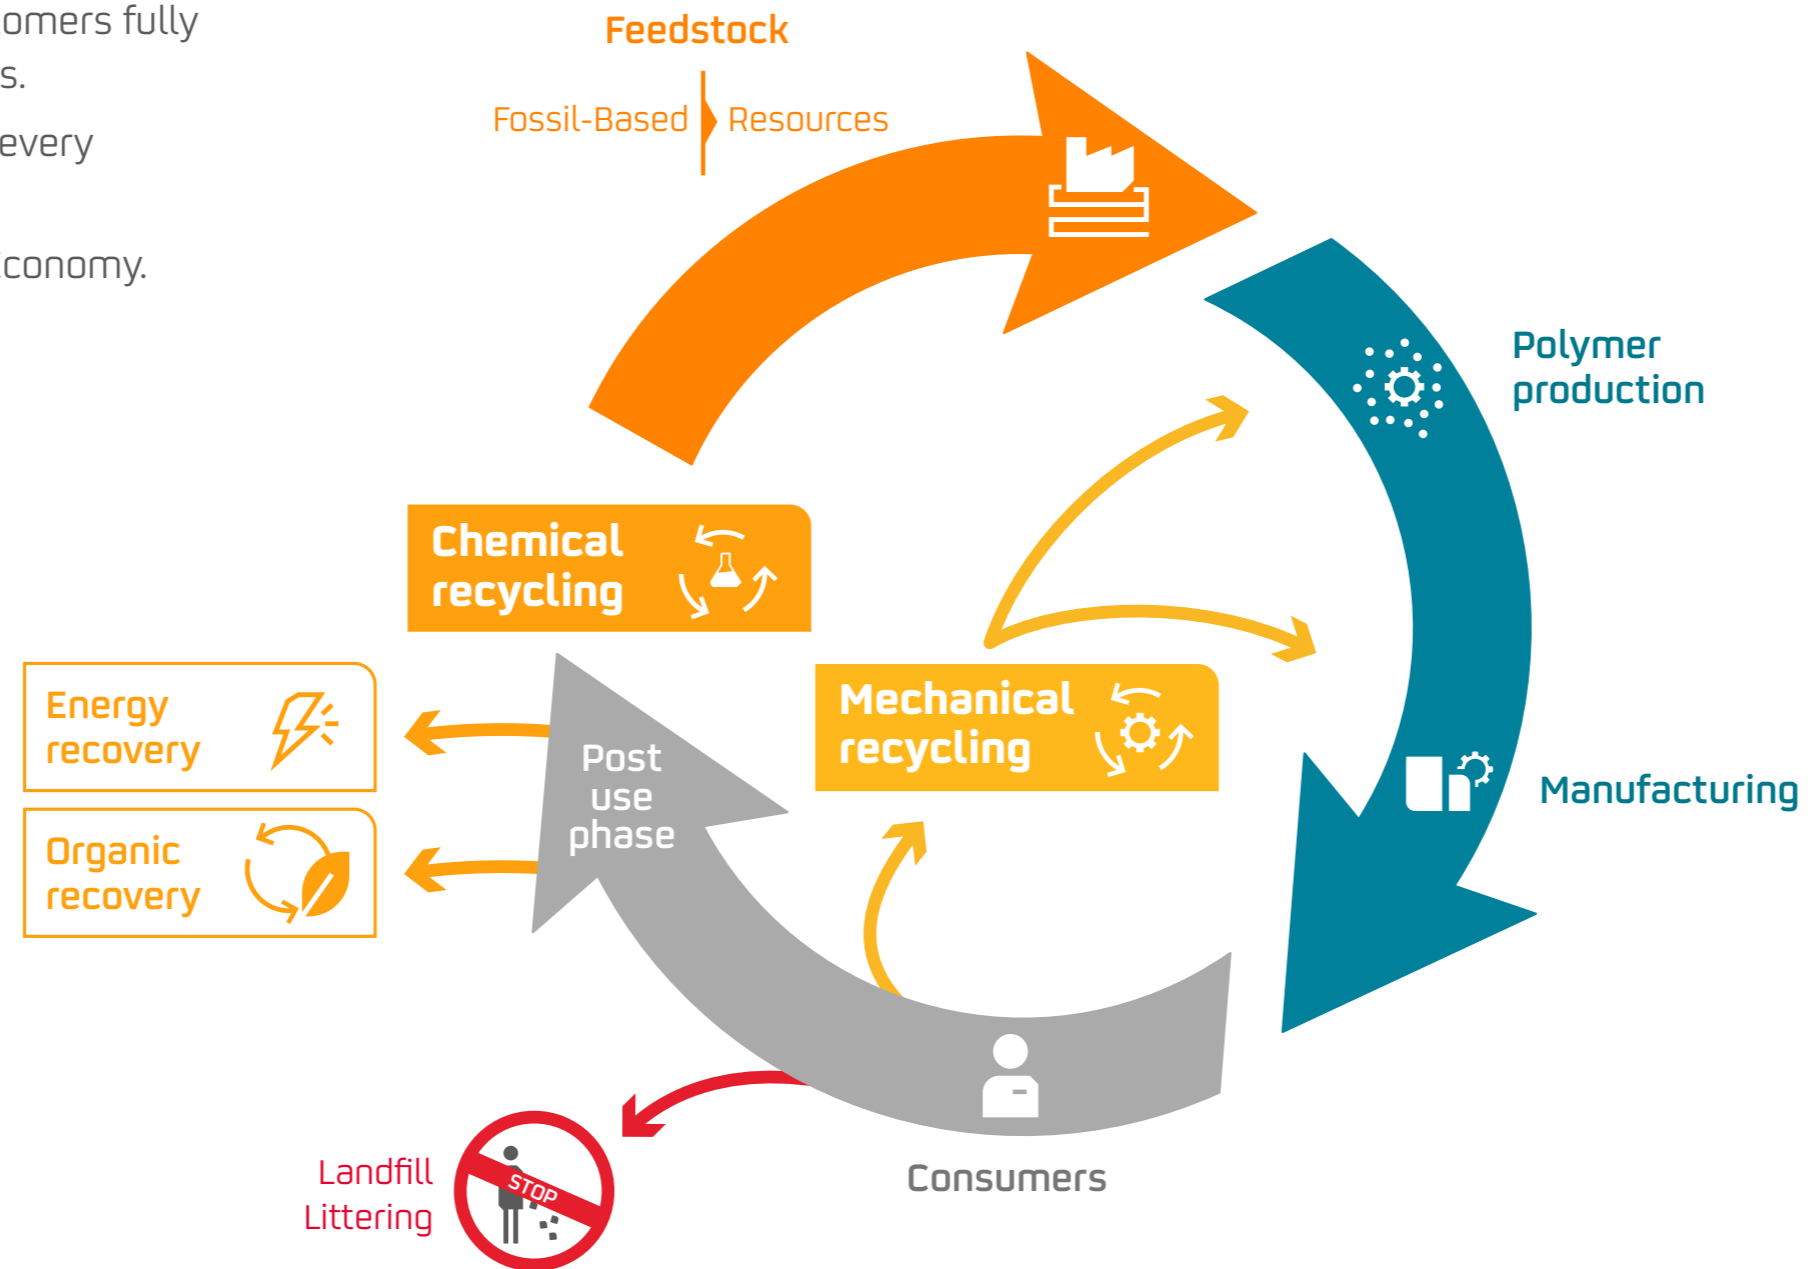 omers fully
s.
every
Economy.
Feedstock
Fossil-Based Resources
Polymer
production
Chemical
recycling
Energy
recovery
Mechanical
recycling
Post
use
phase
Manufacturing
Organic
recovery
Landfill
Littering
STOP
Consumers